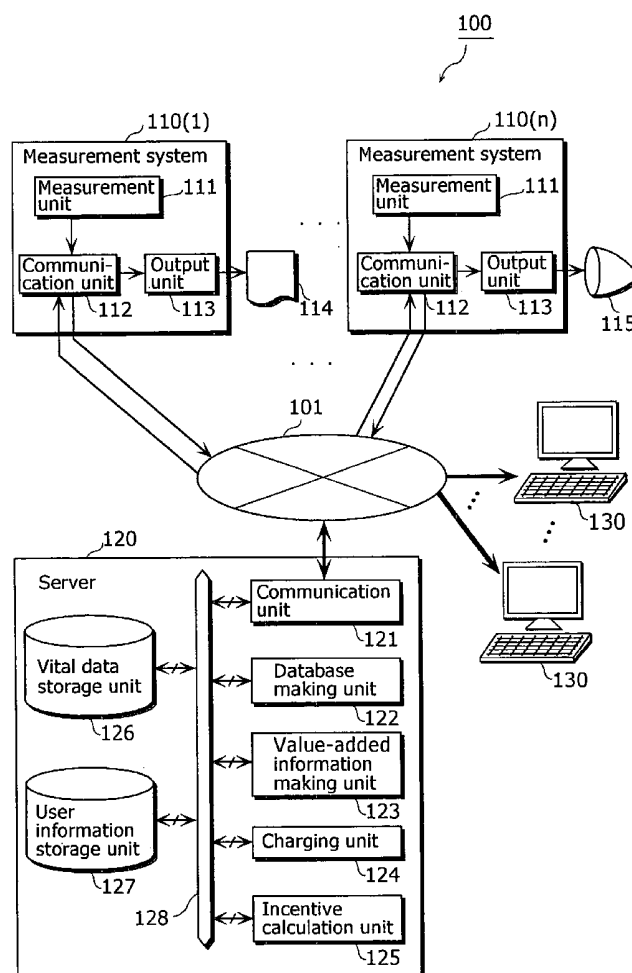 100
110(1)
110(n)
Measurement system
Measurement
unit
111
Communi-
cation unit
112
Output
unit
113
114
Measurement system
Measurement
unit
111
Communi-
cation unit
112
Output
unit
113
115
101
130
130
120
Server
Communication
unit
121
Vital data
storage unit
126
Database
making unit
122
Value-added
information
making unit
123
User
information
storage unit
127
Charging unit
124
128
Incentive
calculation unit
125